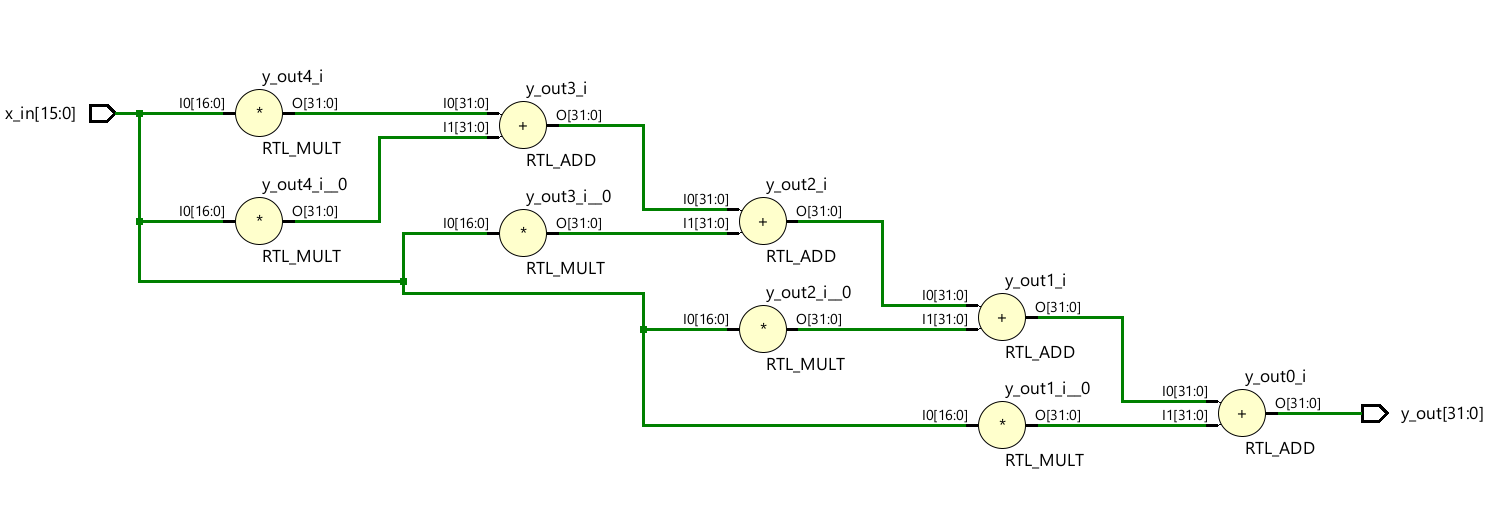 y_out4_i
x_in[15:0]
I0[16:0]
*
O[31:0]
RTL_MULT
y_out4_i__0
I0[16:0]
*
O[31:0]
RTL_MULT
y_out3_i
I0[31:0]
I1[31:0]
+
O[31:0]
RTL_ADD
y_out3_i__0
I0[16:0]
*
O[31:0]
RTL_MULT
y_out2_i
I0[31:0]
I1[31:0]
+
O[31:0]
RTL_ADD
y_out2_i__0
I0[16:0]
*
O[31:0]
RTL_MULT
y_out1_i
I0[31:0]
I1[31:0]
+
O[31:0]
RTL_ADD
y_out1_i__0
I0[16:0]
*
O[31:0]
RTL_MULT
y_out0_i
I0[31:0]
I1[31:0]
+
O[31:0]
RTL_ADD
y_out[31:0]